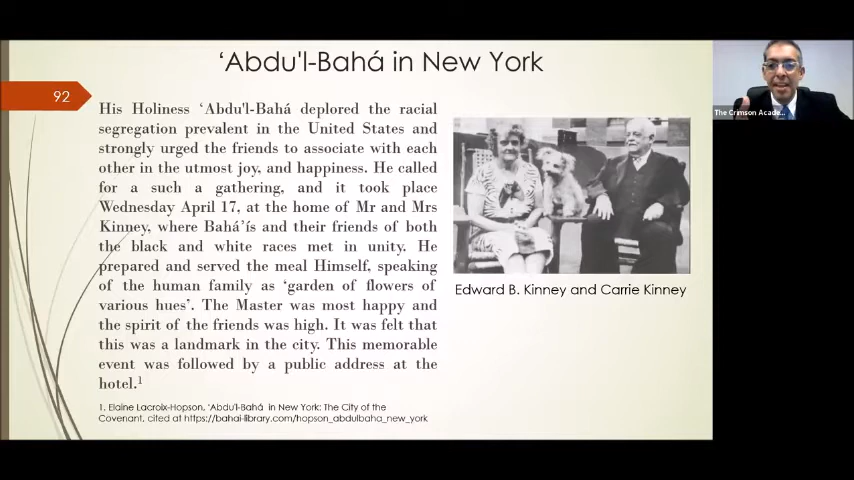 ‘Abdu'l-Bahá in New York
92
His Holiness ‘Abdu'l-Bahá deplored the racial
segregation prevalent in the United States and
strongly urged the friends to associate with each
other in the utmost joy, and happiness. He called
for a such a gathering, and it took place
Wednesday April 17, at the home of Mr and Mrs
Kinney, where Bahá’ís and their friends of both
the black and white races met in unity. He
prepared and served the meal Himself, speaking
of the human family as ‘garden of flowers of
various hues’. The Master was most happy and
the spirit of the friends was high. It was felt that
this was a landmark in the city. This memorable
event was followed by a public address at the
hotel.¹
1. Elaine Lacroix-Hopson, ‘Abdu'l-Bahá in New York: The City of the
Covenant, cited at https://bahai-library.com/hopson_abdulbaha_new_york
Edward B. Kinney and Carrie Kinney
The Crimson Acade...